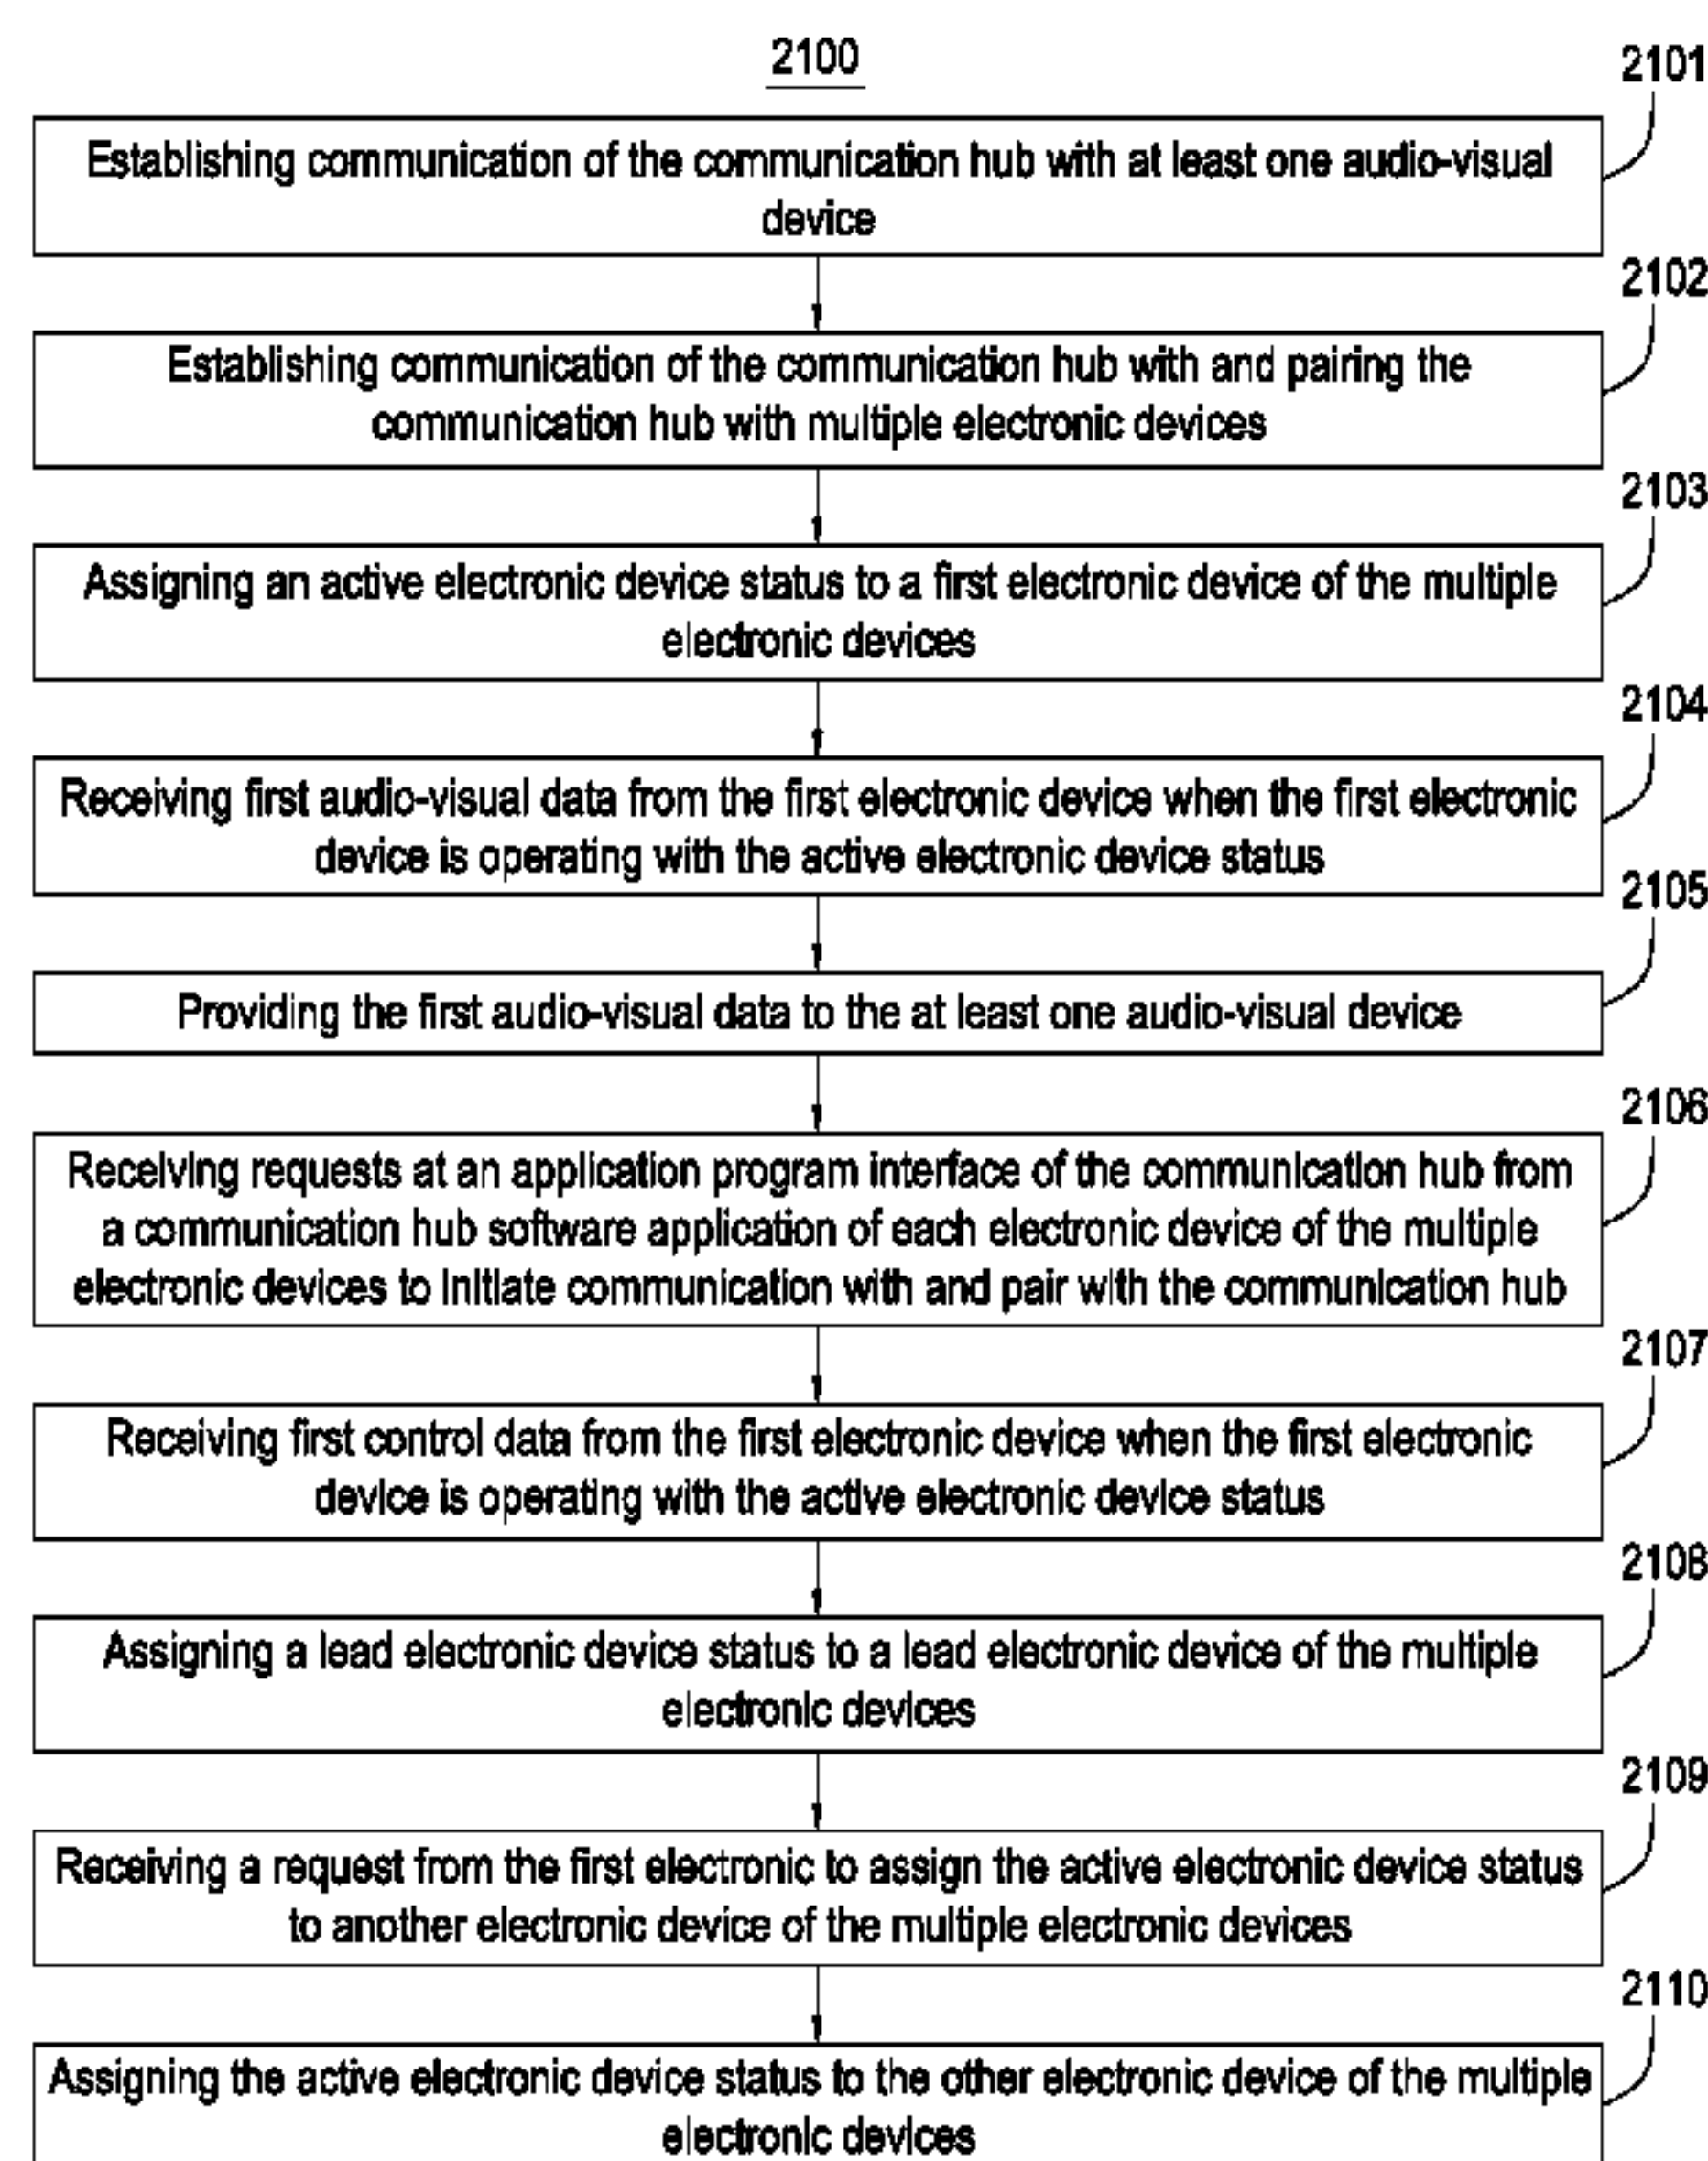 2100
2101
Establishing communication of the communication hub with at least one audio-visual
device
2102
Establishing communication of the communication hub with and pairing the
communication hub with multiple electronic devices
2103
Assigning an active electronic device status to a first electronic device of the multiple
electronic devices
2104
Receiving first audio-visual data from the first electronic device when the first electronic
device is operating with the active electronic device status
2105
Providing the first audio-visual data to the at least one audio-visual device
2106
Receiving requests at an application program interface of the communication hub from
a communication hub software application of each electronic device of the multiple
electronic devices to initiate communication with and pair with the communication hub
2107
Receiving first control data from the first electronic device when the first electronic
device is operating with the active electronic device status
2108
Assigning a lead electronic device status to a lead electronic device of the multiple
electronic devices
2109
Receiving a request from the first electronic to assign the active electronic device status
to another electronic device of the multiple electronic devices
2110
Assigning the active electronic device status to the other electronic device of the multiple
electronic devices